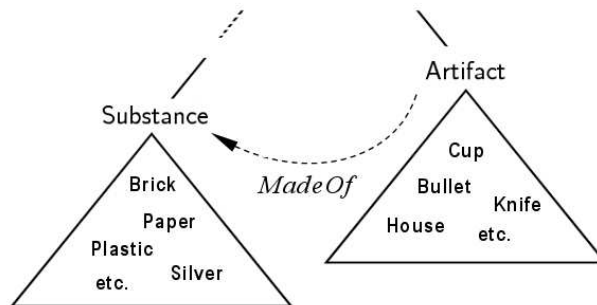 Artifact
Substance
MadeOf
Brick
Paper
Plastic
etc.
Silver
Cup
Bullet
Knife
House
etc.